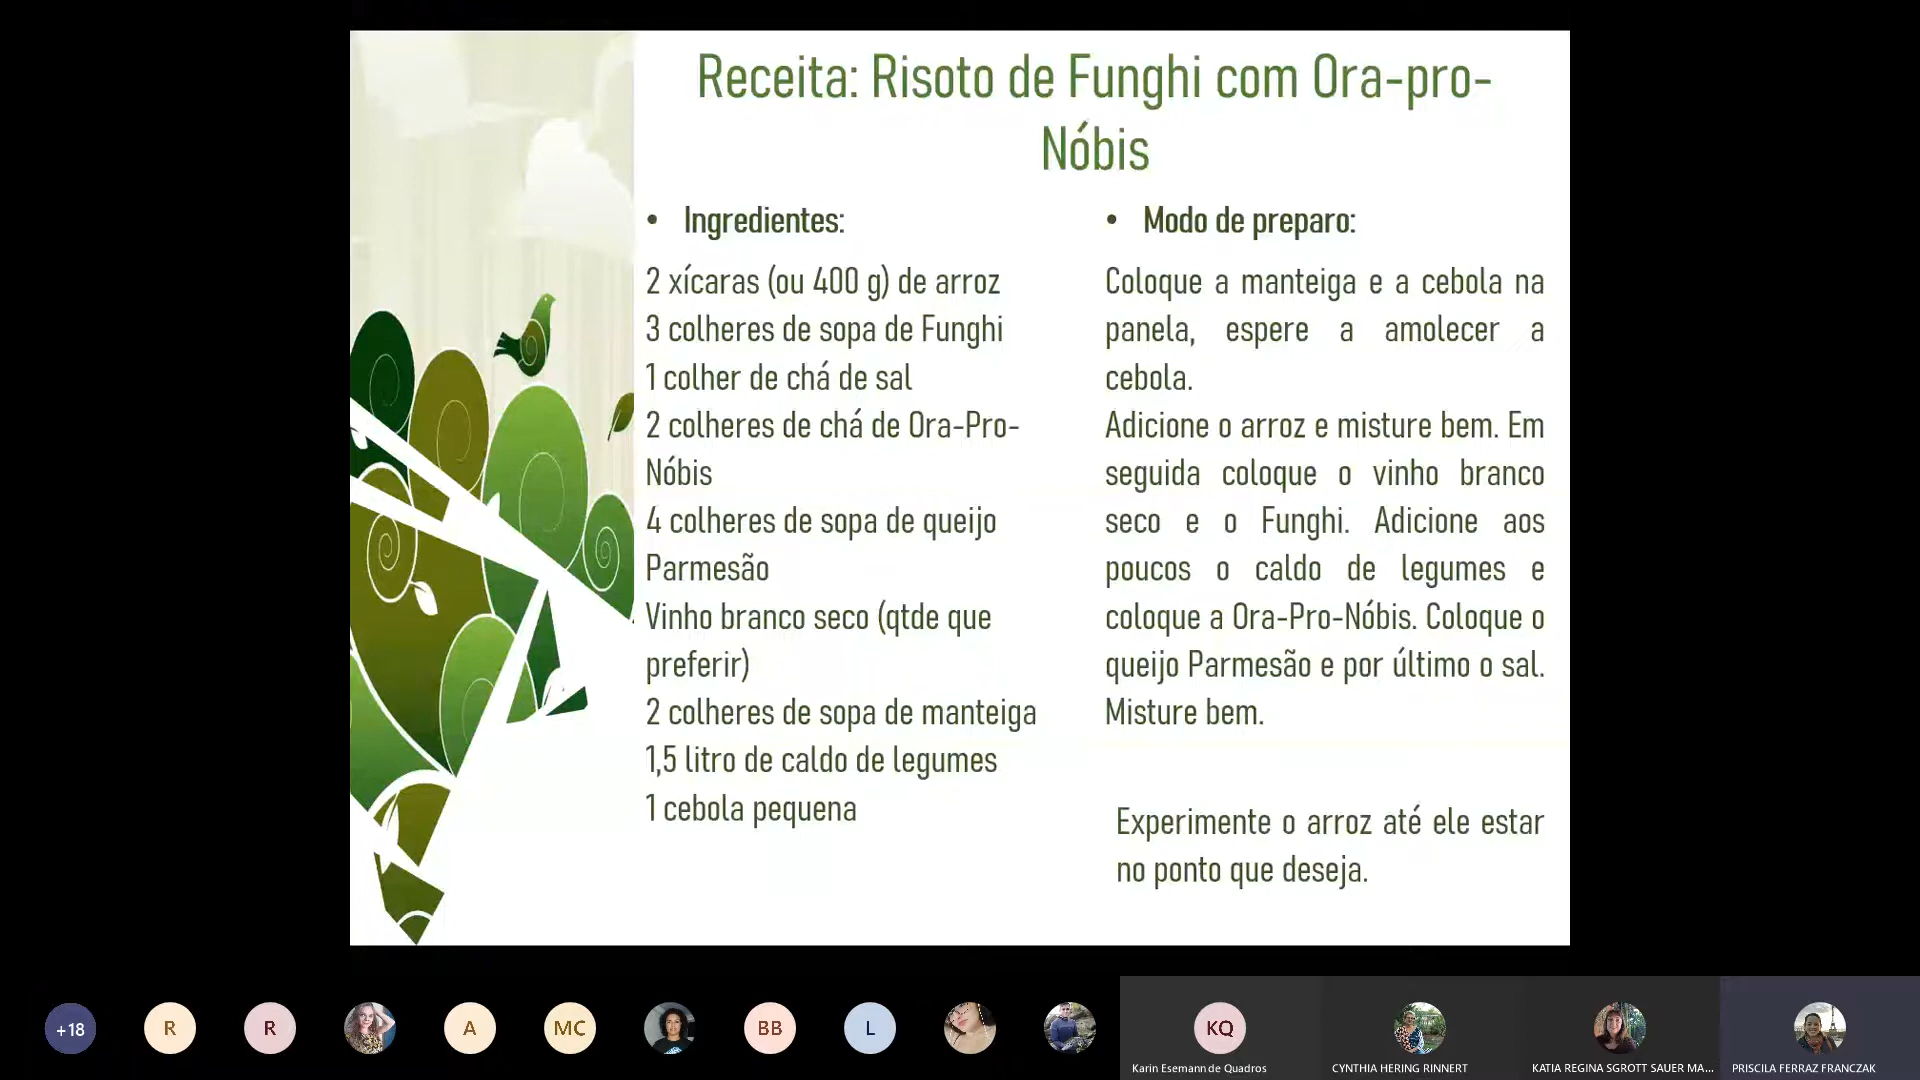 Receita: Risoto de Funghi com Ora-pro-
Nóbis
• Ingredientes:
2 xícaras (ou 400 g) de arroz
3 colheres de sopa de Funghi
1 colher de chá de sal
2 colheres de chá de Ora-Pro-
Nóbis
4 colheres de sopa de queijo
Parmesão
Vinho branco seco (qtde que
preferir)
2 colheres de sopa de manteiga
1,5 litro de caldo de legumes
1 cebola pequena
• Modo de preparo:
Coloque a manteiga e a cebola na
panela, espere a amolecer a
cebola.
Adicione o arroz e misture bem. Em
seguida coloque o vinho branco
seco e o Funghi. Adicione aos
poucos o caldo de legumes e
coloque a Ora-Pro-Nóbis. Coloque o
queijo Parmesão e por último o sal.
Misture bem.
Experimente o arroz até ele estar
no ponto que deseja.
+18
R
R
A
MC
BB
L
KQ
Karin Esemann de Quadros
CYNTHIA HERING RINNERT
KATIA REGINA SGROTT SAUER MA...
PRISCILA FERRAZ FRANCZAK